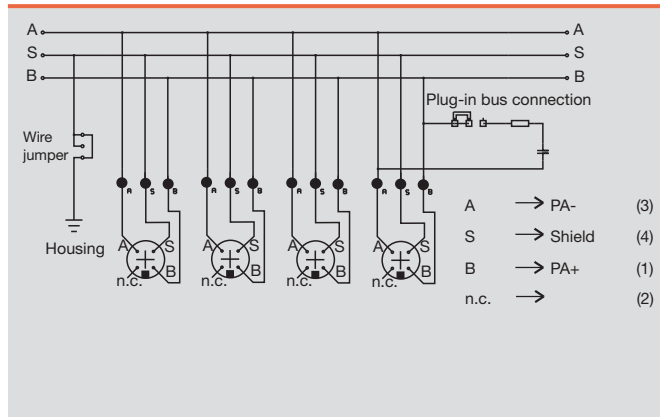 A A
S S
B B
Plug-in bus connection
Wire
jumper
A S B A S B A S B A S B
A → PA- (3)
S → Shield (4)
Housing
A S A S A S A S
B → PA+ (1)
B B B B
n.c. n.c. n.c. n.c.
n.c. → (2)